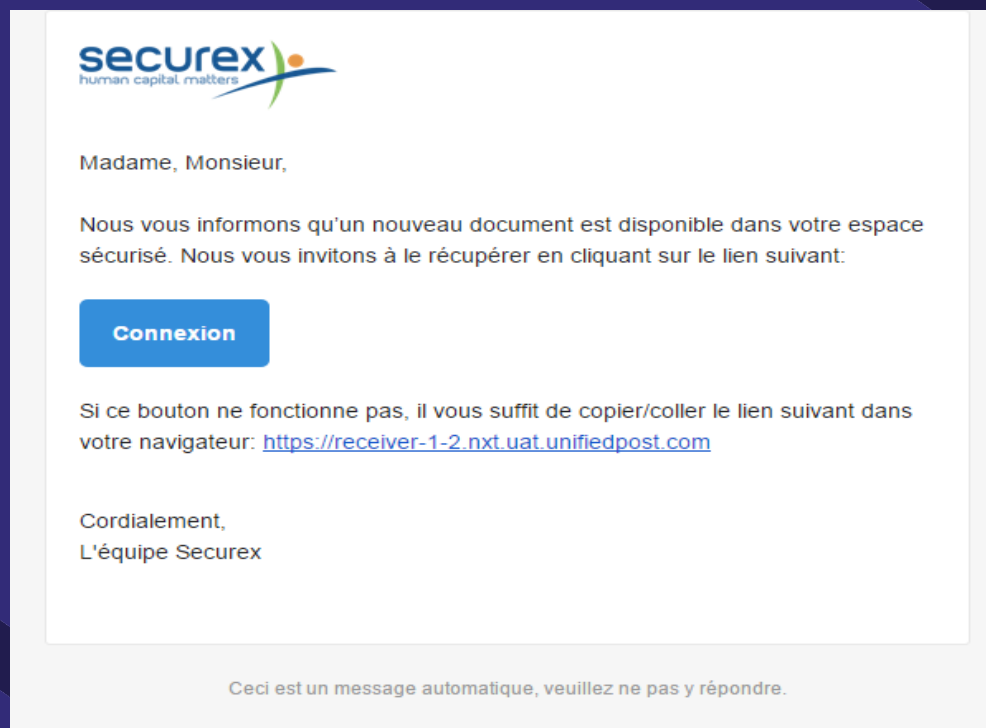 securex
human capital matters
Madame, Monsieur,
Nous vous informons qu'un nouveau document est disponible dans votre espace
sécurisé. Nous vous invitons à le récupérer en cliquant sur le lien suivant:
Connexion
Si ce bouton ne fonctionne pas, il vous suffit de copier/coller le lien suivant dans
votre navigateur: https://receiver-1-2.nxt.uat.unifiedpost.com
Cordialement,
L'équipe Securex
Ceci est un message automatique, veuillez ne pas y répondre.